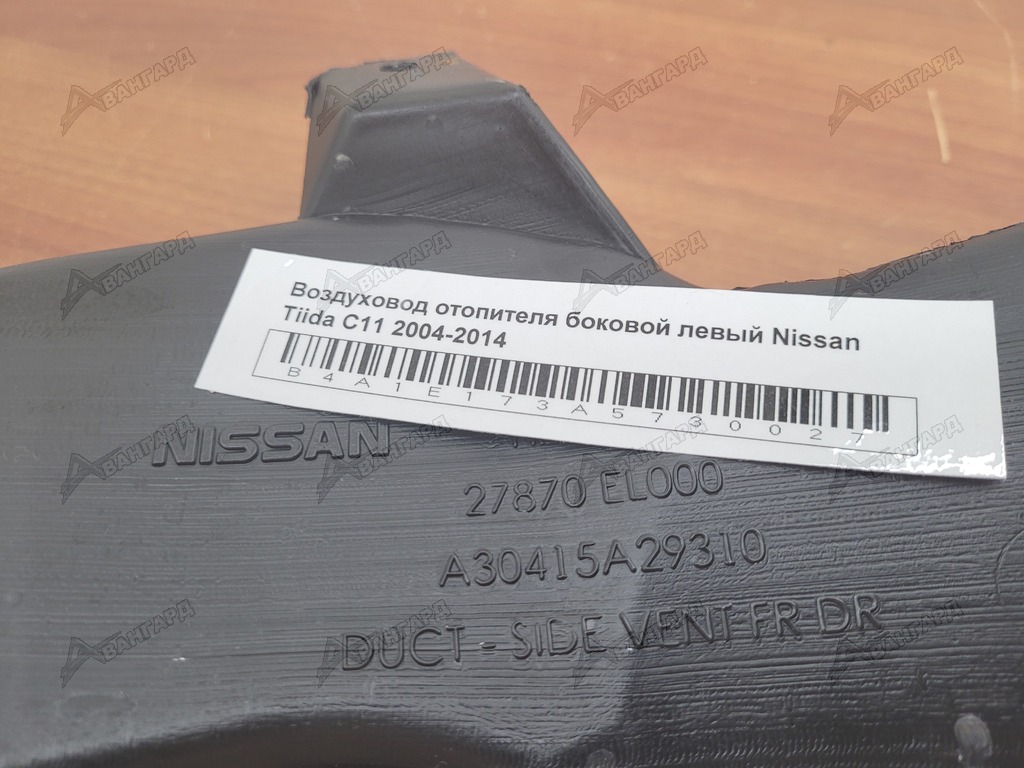 Воздуховод отопителя боковой левый Nissan
Tiida C11 2004-2014
B4A1E173A5730027
NISSAN
27870 EL000
A30415A29310
DUCT - SIDE VENT FR DR
АВАНГАРД